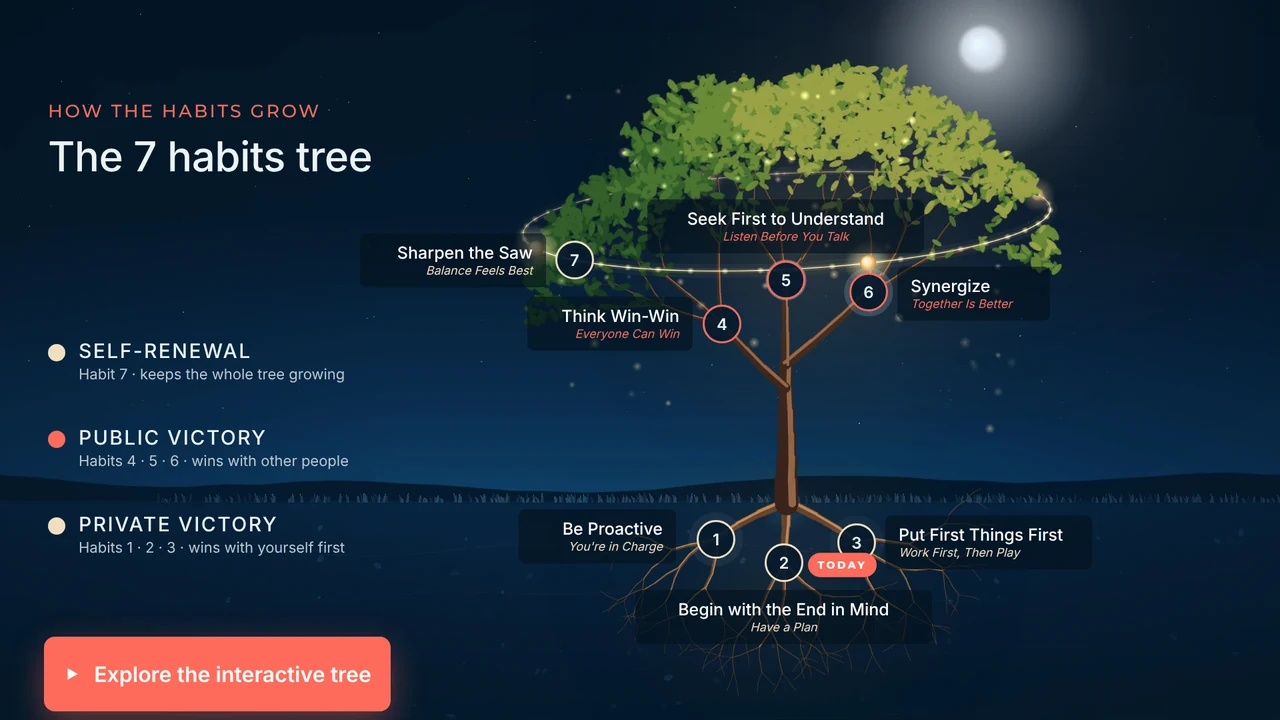 HOW THE HABITS GROW
The 7 habits tree
Seek First to Understand
Listen Before You Talk
Sharpen the Saw
Balance Feels Best
7
5
6
Synergize
Together Is Better
Think Win-Win
Everyone Can Win
4
SELF-RENEWAL
Habit 7 · keeps the whole tree growing
PUBLIC VICTORY
Habits 4 · 5 · 6 · wins with other people
PRIVATE VICTORY
Habits 1 · 2 · 3 · wins with yourself first
Be Proactive
You're in Charge
1
2
3
TODAY
Put First Things First
Work First, Then Play
Begin with the End in Mind
Have a Plan
Explore the interactive tree